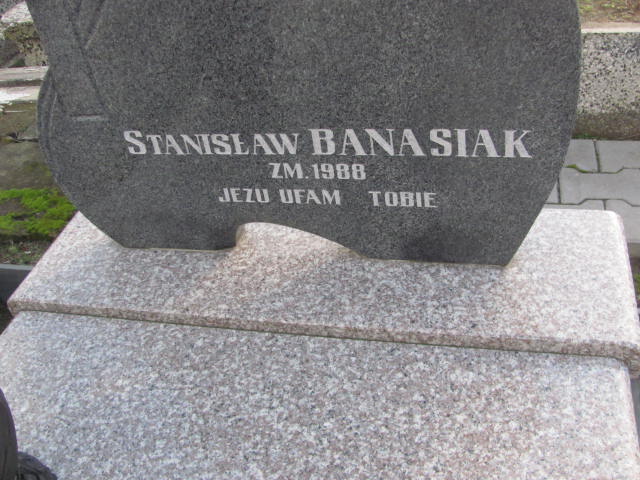 STANISŁAW BANASIAK
ZM. 1988
JEZU UFAM TOBIE